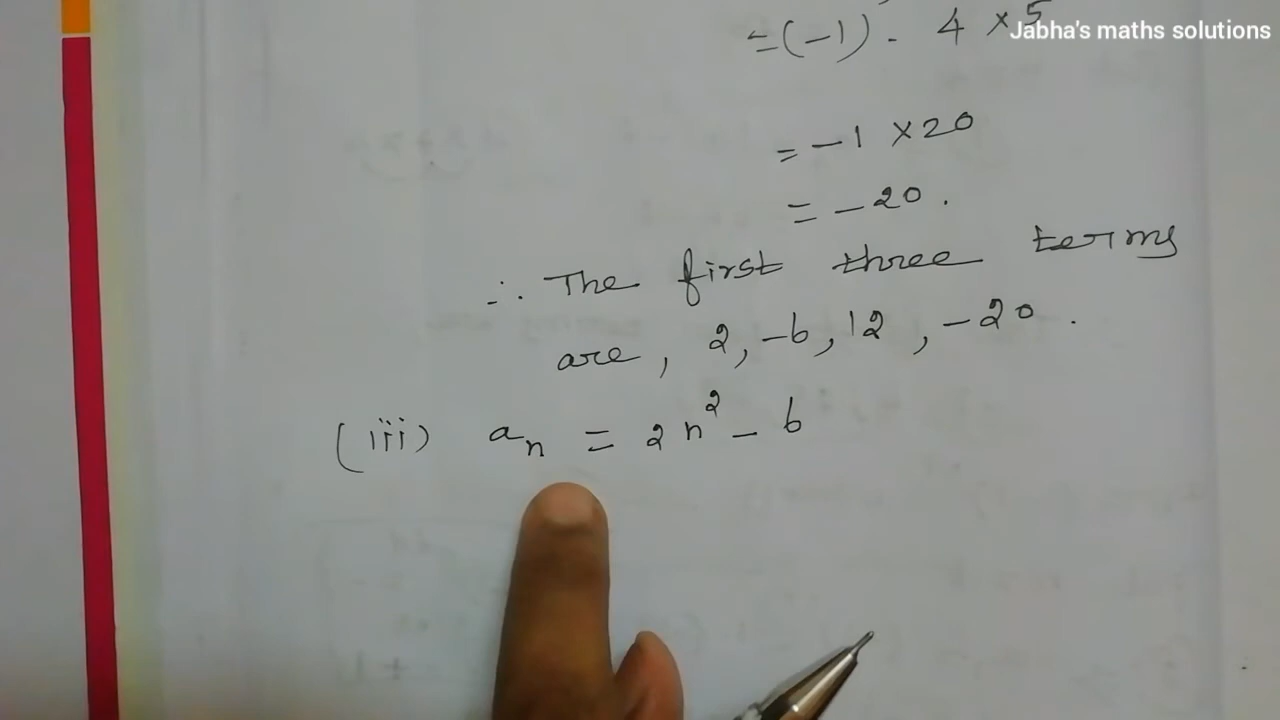 Jabha's maths solutions
= (-1). 4 × 5
= -1 × 20
= -20.
∴ The first three terms
are, 2, -6, 12, -20.
(iii) aₙ = 2n² - 6